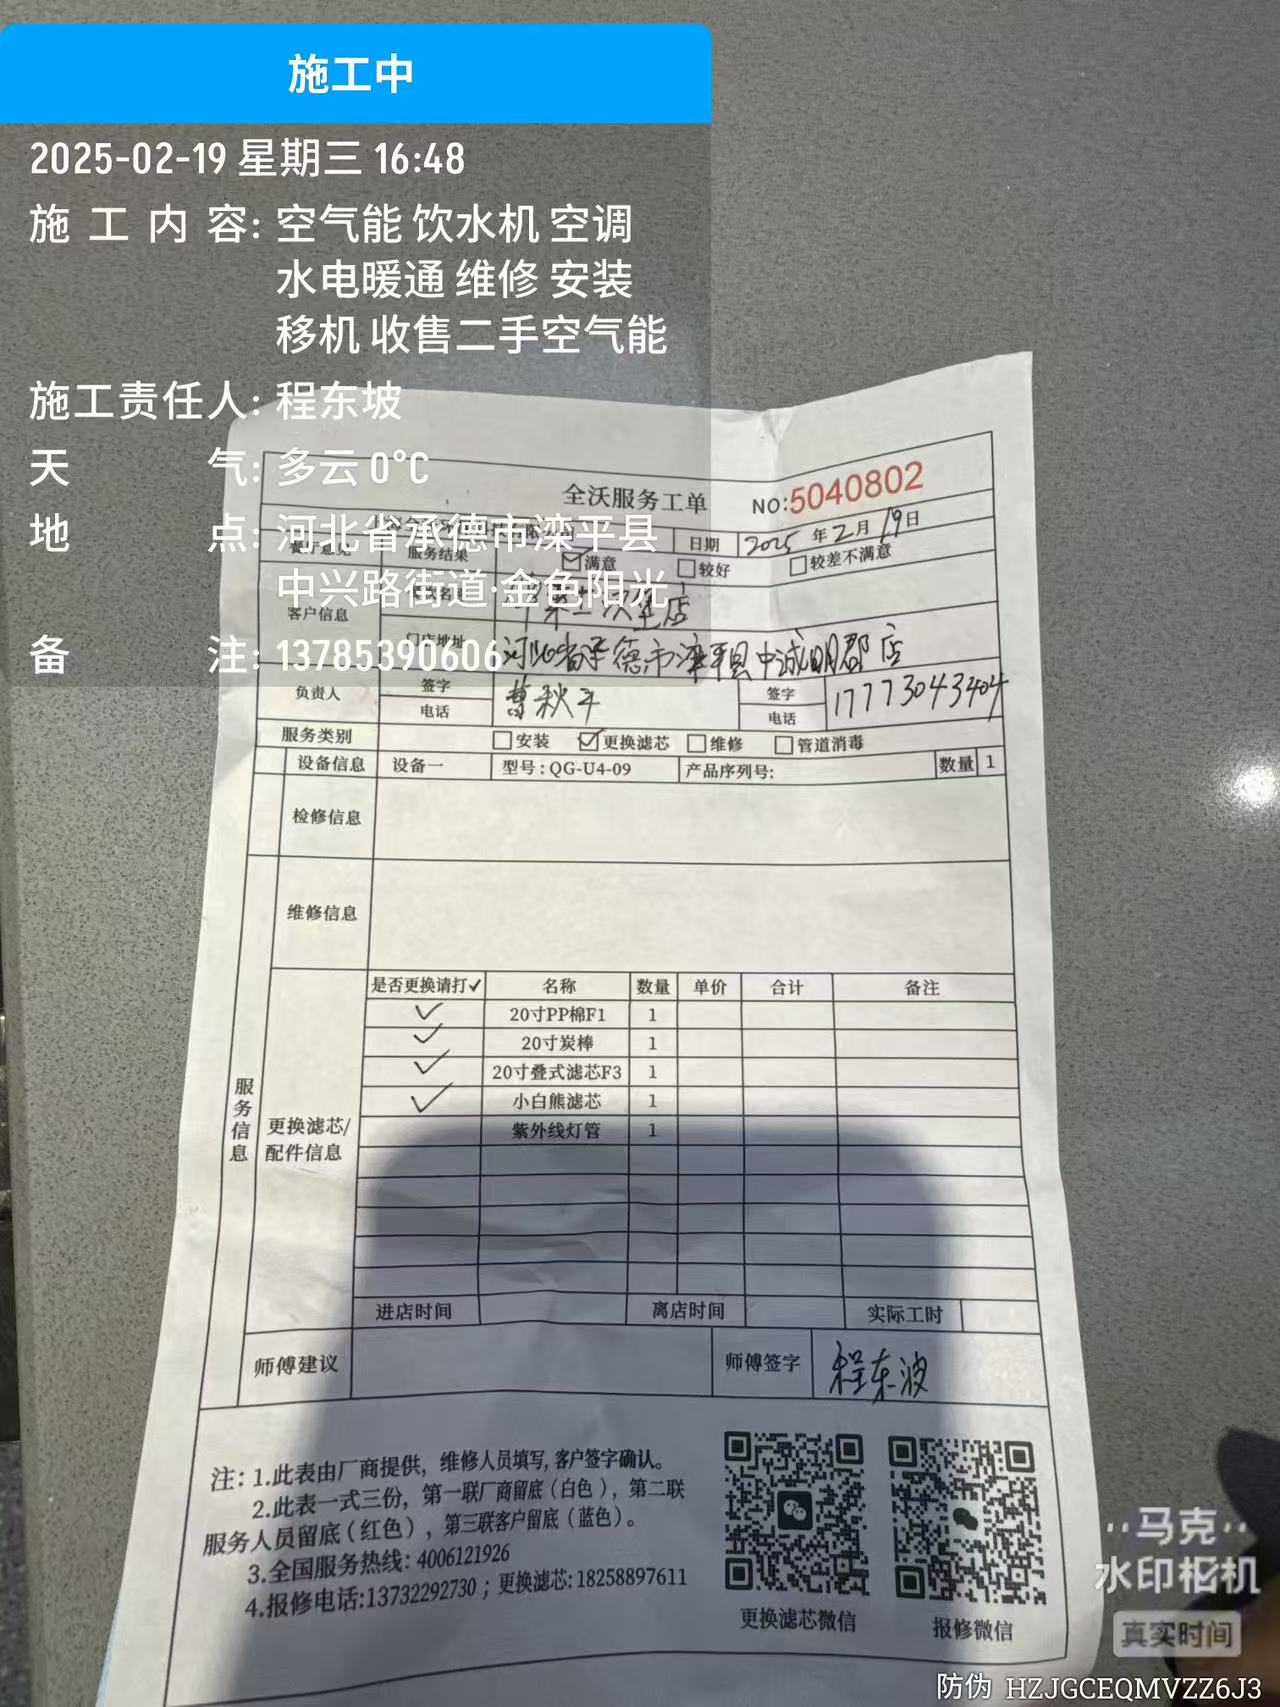 施工中
2025-02-19 星期三 16:48
施工内容: 空气能 饮水机 空调
水电暖通 维修 安装
移机 收售二手空气能
施工责任人: 程东坡
天气: 多云 0°C
地点: 河北省承德市滦平县
中兴路街道·金色阳光
备注: 13785390606
全沃服务工单 NO:5040802
日期 2025 年 2 月 19 日
餐厅意见 服务结果 ☑满意 □较好 □较差不满意
客户信息
店
门店地址 河北省承德市滦平县中诚明郡店
负责人 签字 电话 曹秋子 签字 电话 17773043404
服务类别 □安装 ☑更换滤芯 □维修 □管道消毒
设备信息 设备一 型号：QG-U4-09 产品序列号: 数量 1
检修信息
维修信息
是否更换请打✓ 名称 数量 单价 合计 备注
✓ 20寸PP棉F1 1
✓ 20寸炭棒 1
✓ 20寸叠式滤芯F3 1
✓ 小白熊滤芯 1
紫外线灯管 1
服务信息
更换滤芯/
配件信息
进店时间 离店时间 实际工时
师傅建议 师傅签字 程东波
注：1.此表由厂商提供，维修人员填写, 客户签字确认。
2.此表一式三份，第一联厂商留底（白色），第二联
服务人员留底（红色），第三联客户留底（蓝色）。
3.全国服务热线: 4006121926
4.报修电话:13732292730；更换滤芯: 18258897611
更换滤芯微信 报修微信
马克
水印相机
真实时间
防伪 HZJGCEQMVZZ6J3